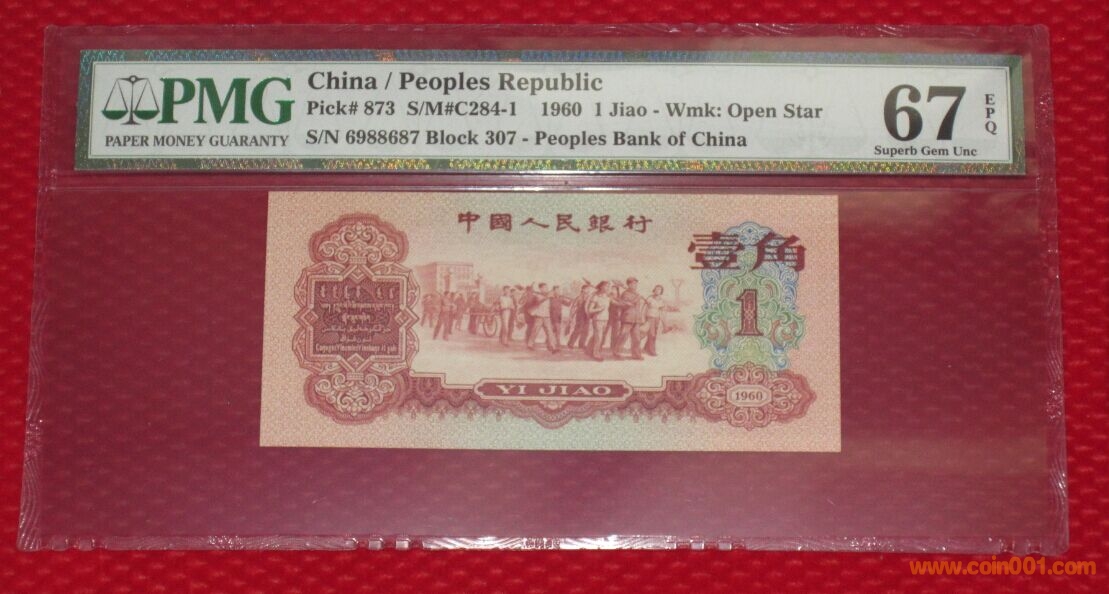 PMG
PAPER MONEY GUARANTY
China / Peoples Republic
Pick# 873 S/M#C284-1 1960 1 Jiao - Wmk: Open Star
S/N 6988687 Block 307 - Peoples Bank of China
67
EPQ
Superb Gem Unc
中國人民銀行
壹角
1
YI JIAO
1960
www.coin001.com